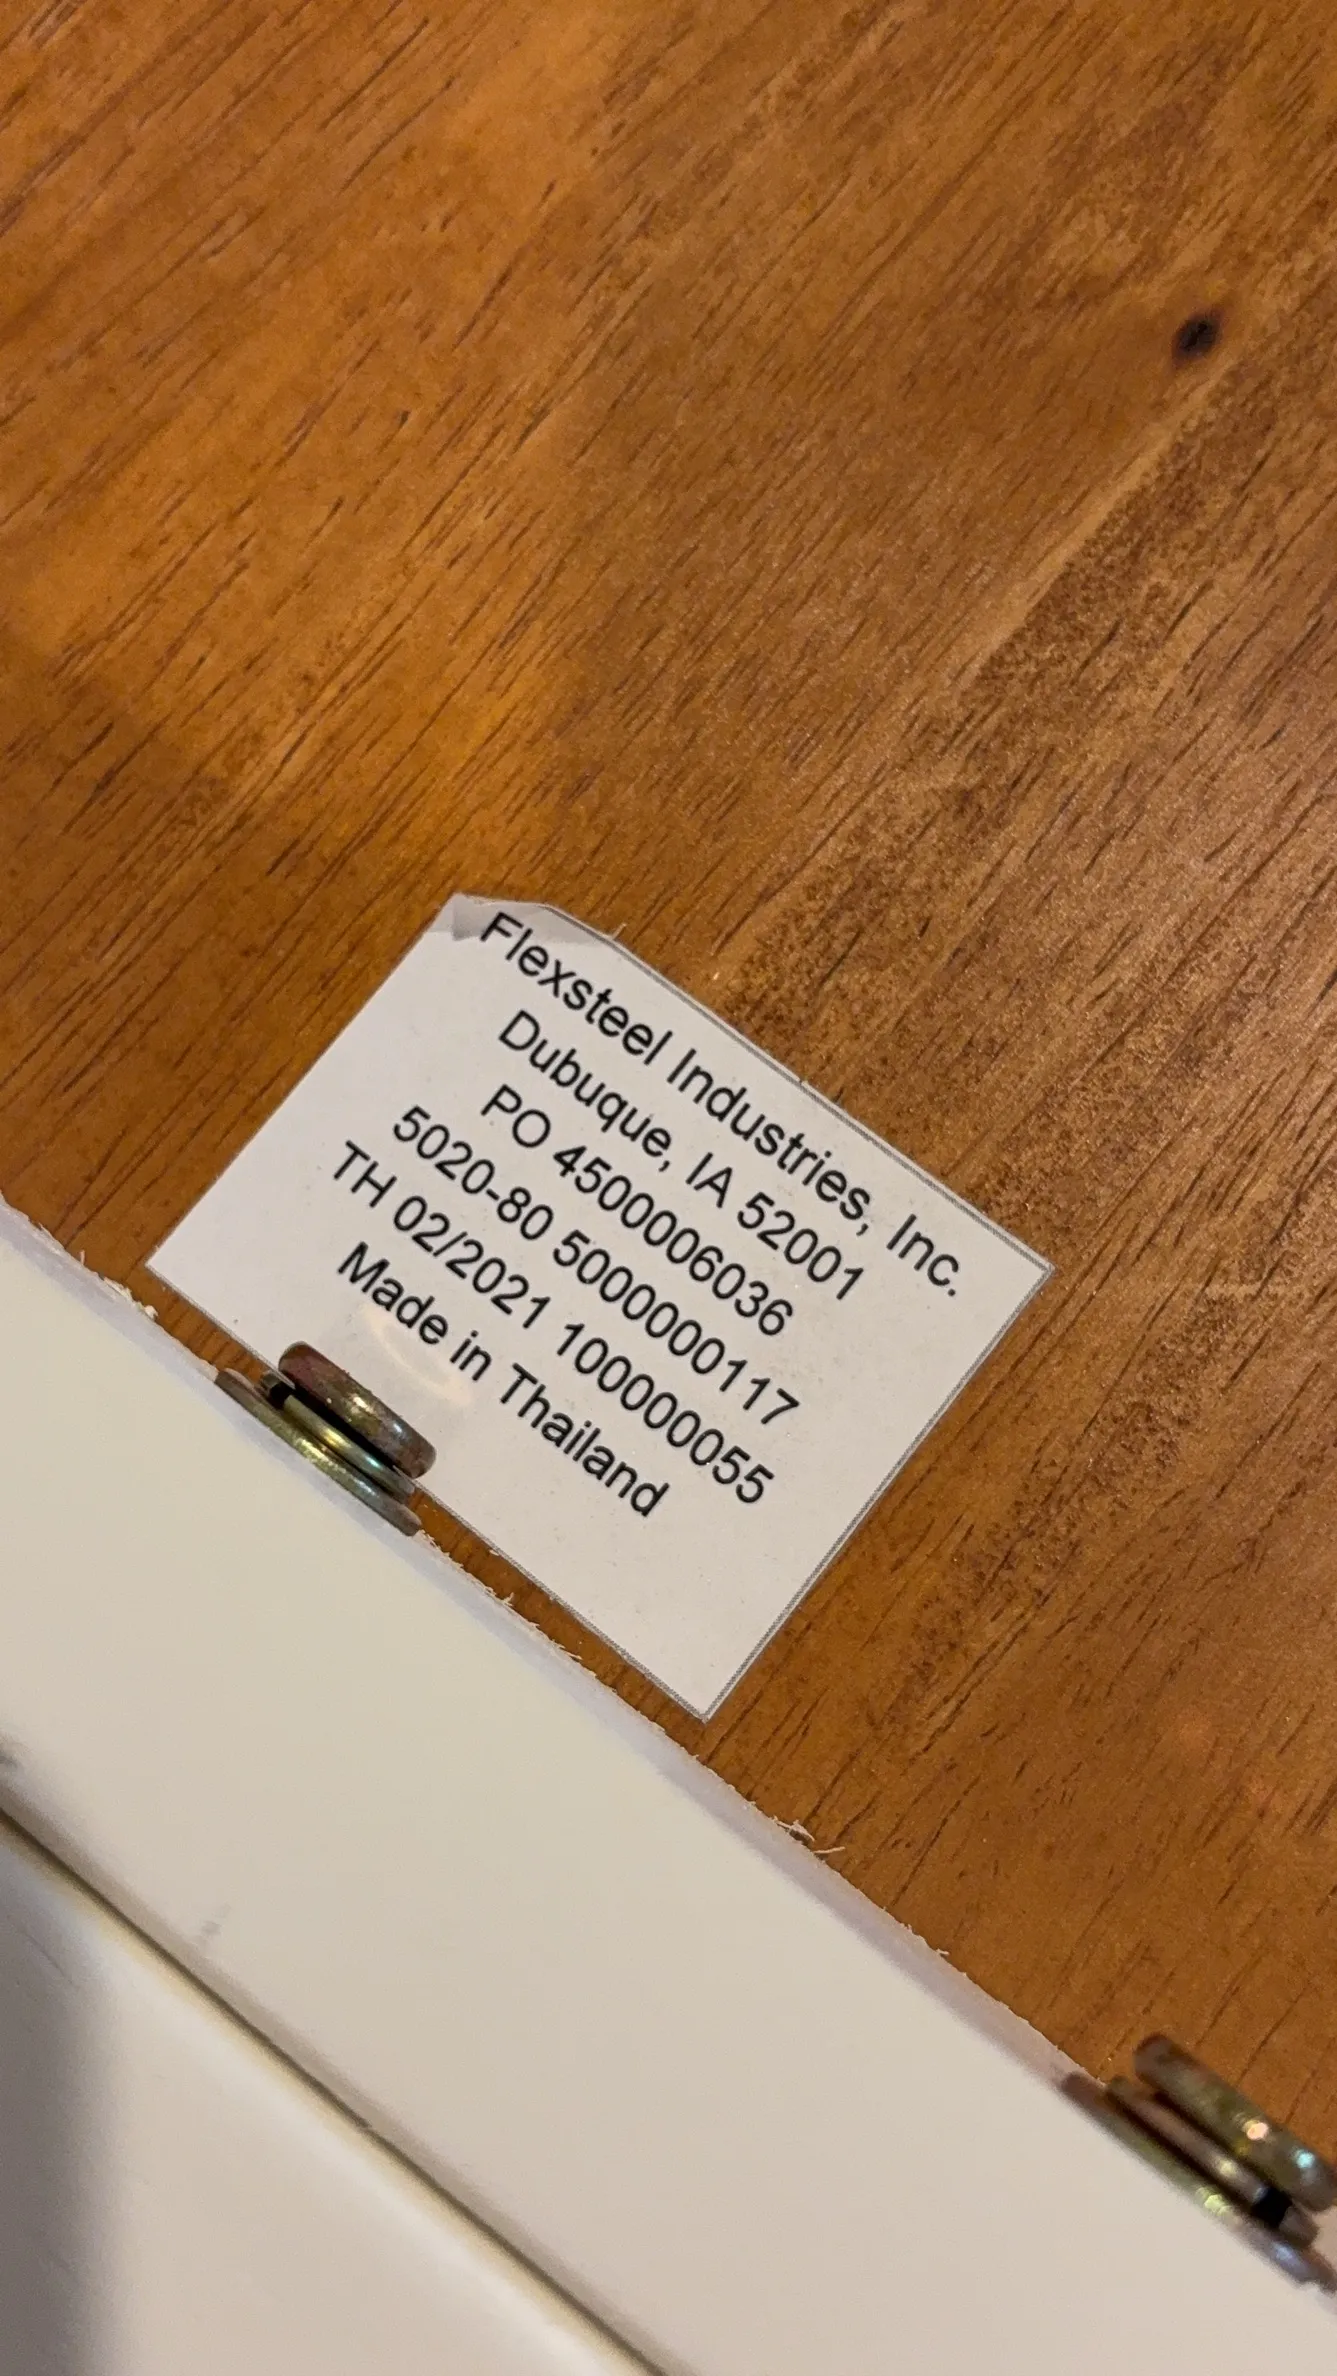 Flexsteel Industries, Inc.
Dubuque, IA 52001
PO 4500006036
5020-80 5000000117
TH 02/2021 100000055
Made in Thailand